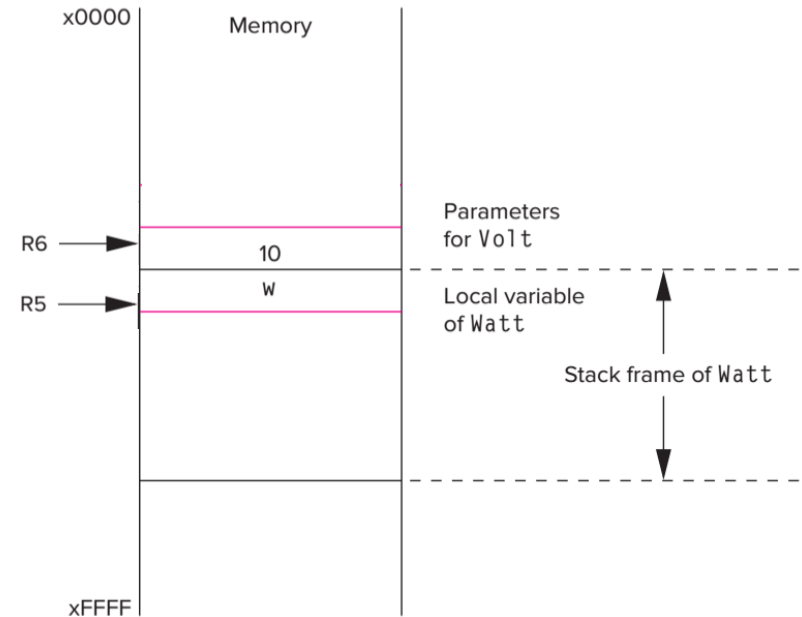 x0000
Memory
Parameters
for Volt
R6
10
W
R5
Local variable
of Watt
Stack frame of Watt
xFFFF